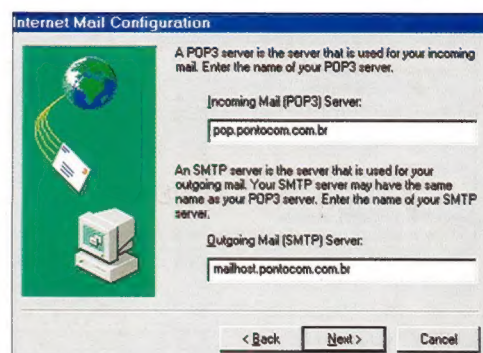 Internet Mail Configuration
A POP3 server is the server that is used for your incoming
mail. Enter the name of your POP3 server.
Incoming Mail (POP3) Server:
pop.pontocom.com.br
An SMTP server is the server that is used for your
outgoing mail. Your SMTP server may have the same
name as your POP3 server. Enter the name of your SMTP
server.
Outgoing Mail (SMTP) Server:
mailhost.pontocom.com.br
< Back
Next >
Cancel